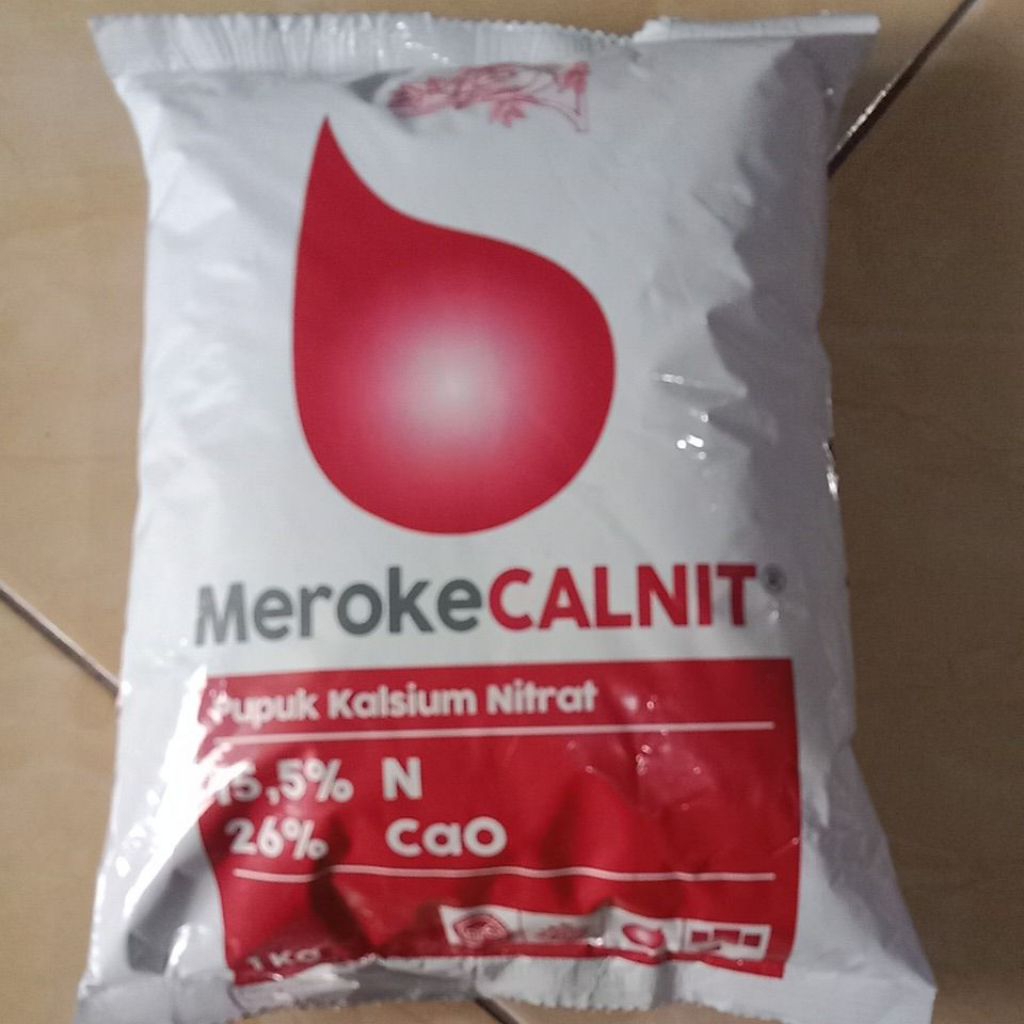 MerokeCALNIT®
Pupuk Kalsium Nitrat
15,5% N
26% CaO
1 Kg